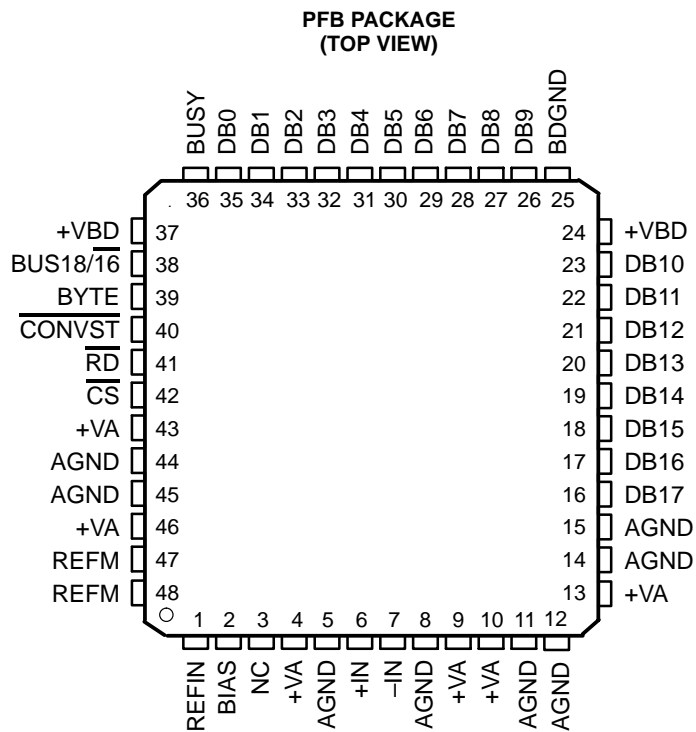 PFB PACKAGE
(TOP VIEW)
BUSY DB0 DB1 DB2 DB3 DB4 DB5 DB6 DB7 DB8 DB9 BDGND
36 35 34 33 32 31 30 29 28 27 26 25
+VBD 37 24 +VBD
BUS18/1̅6̅ 38 23 DB10
BYTE 39 22 DB11
C̅O̅N̅V̅S̅T̅ 40 21 DB12
R̅D̅ 41 20 DB13
C̅S̅ 42 19 DB14
+VA 43 18 DB15
AGND 44 17 DB16
AGND 45 16 DB17
+VA 46 15 AGND
REFM 47 14 AGND
REFM 48 13 +VA
1 2 3 4 5 6 7 8 9 10 11 12
REFIN BIAS NC +VA AGND +IN –IN AGND +VA +VA AGND AGND